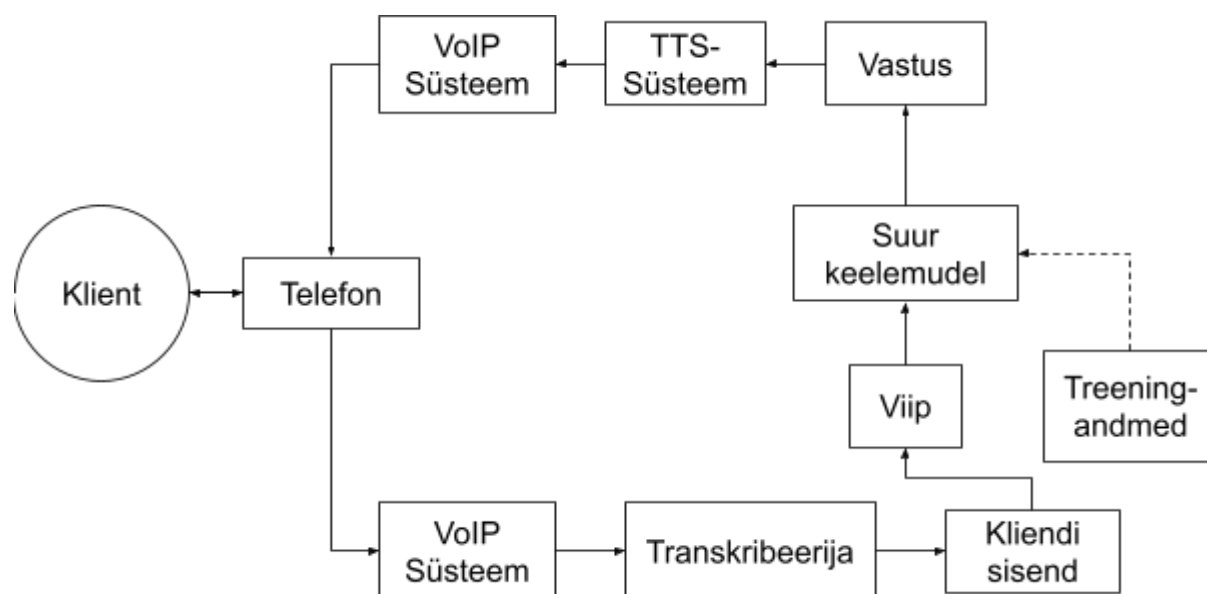 VoIP
Süsteem
TTS-
Süsteem
Vastus
Suur
keelemudel
Klient
Telefon
Viip
Treening-
andmed
VoIP
Süsteem
Transkribeerija
Kliendi
sisend